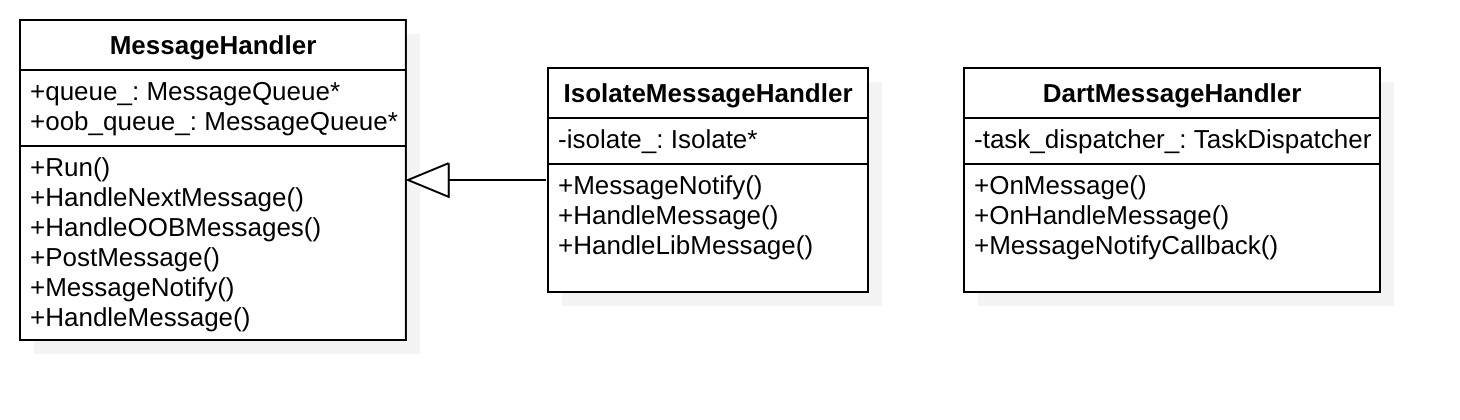 MessageHandler
+queue_: MessageQueue*
+oob_queue_: MessageQueue*
+Run()
+HandleNextMessage()
+HandleOOBMessages()
+PostMessage()
+MessageNotify()
+HandleMessage()
IsolateMessageHandler
-isolate_: Isolate*
+MessageNotify()
+HandleMessage()
+HandleLibMessage()
DartMessageHandler
-task_dispatcher_: TaskDispatcher
+OnMessage()
+OnHandleMessage()
+MessageNotifyCallback()